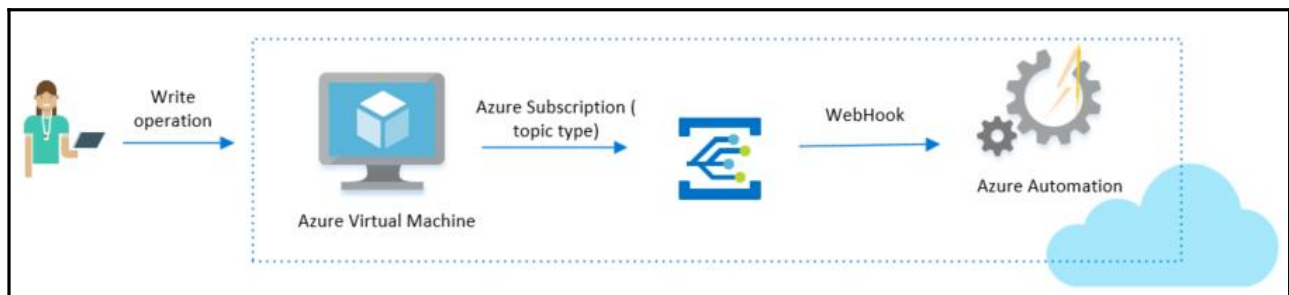 Write
operation
Azure Subscription (
topic type)
WebHook
Azure Virtual Machine
Azure Automation